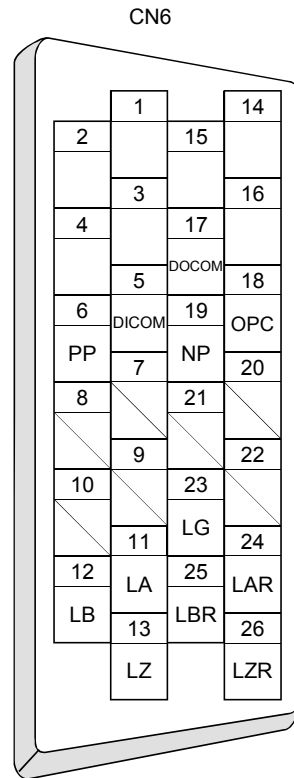 CN6
1 14
2 15
3 16
4 17
DOCOM
5 18
6 DICOM 19 OPC
PP 7 NP 20
8 21
9 22
10 23
LG
11 24
12 LA 25 LAR
LB 13 LBR 26
LZ LZR